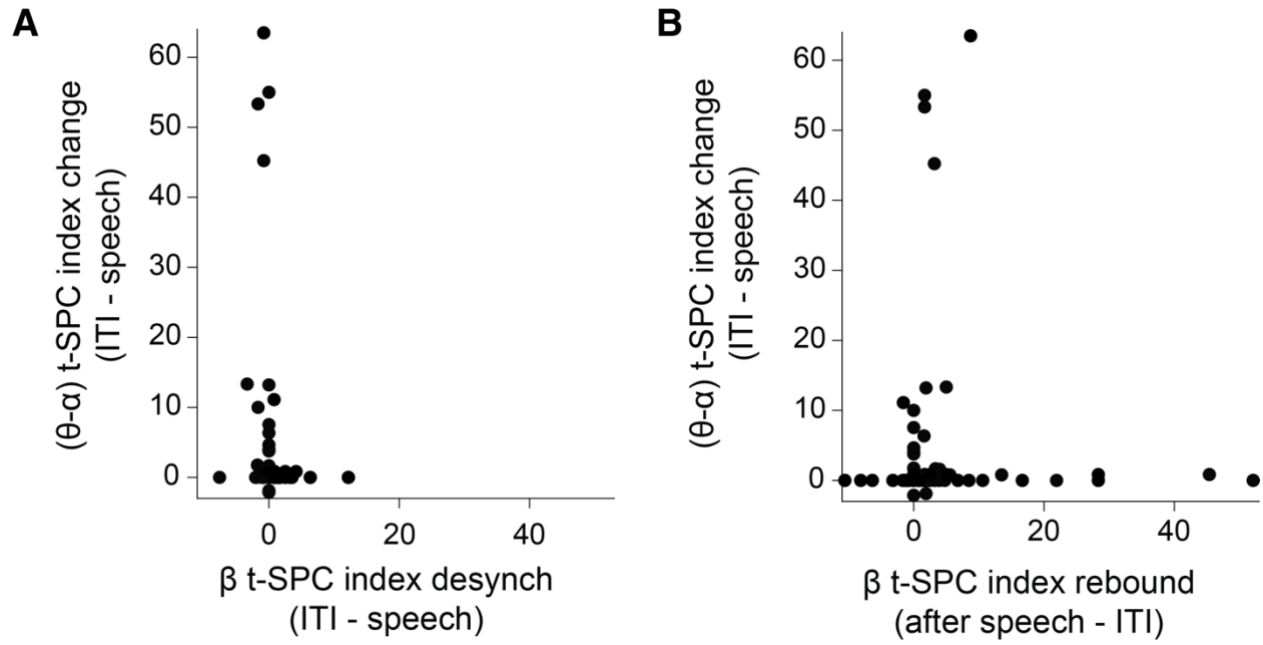 A
(θ-α) t-SPC index change
(ITI - speech)
60
50
40
30
20
10
0
0 20 40
β t-SPC index desynch
(ITI - speech)
B
(θ-α) t-SPC index change
(ITI - speech)
60
50
40
30
20
10
0
0 20 40
β t-SPC index rebound
(after speech - ITI)